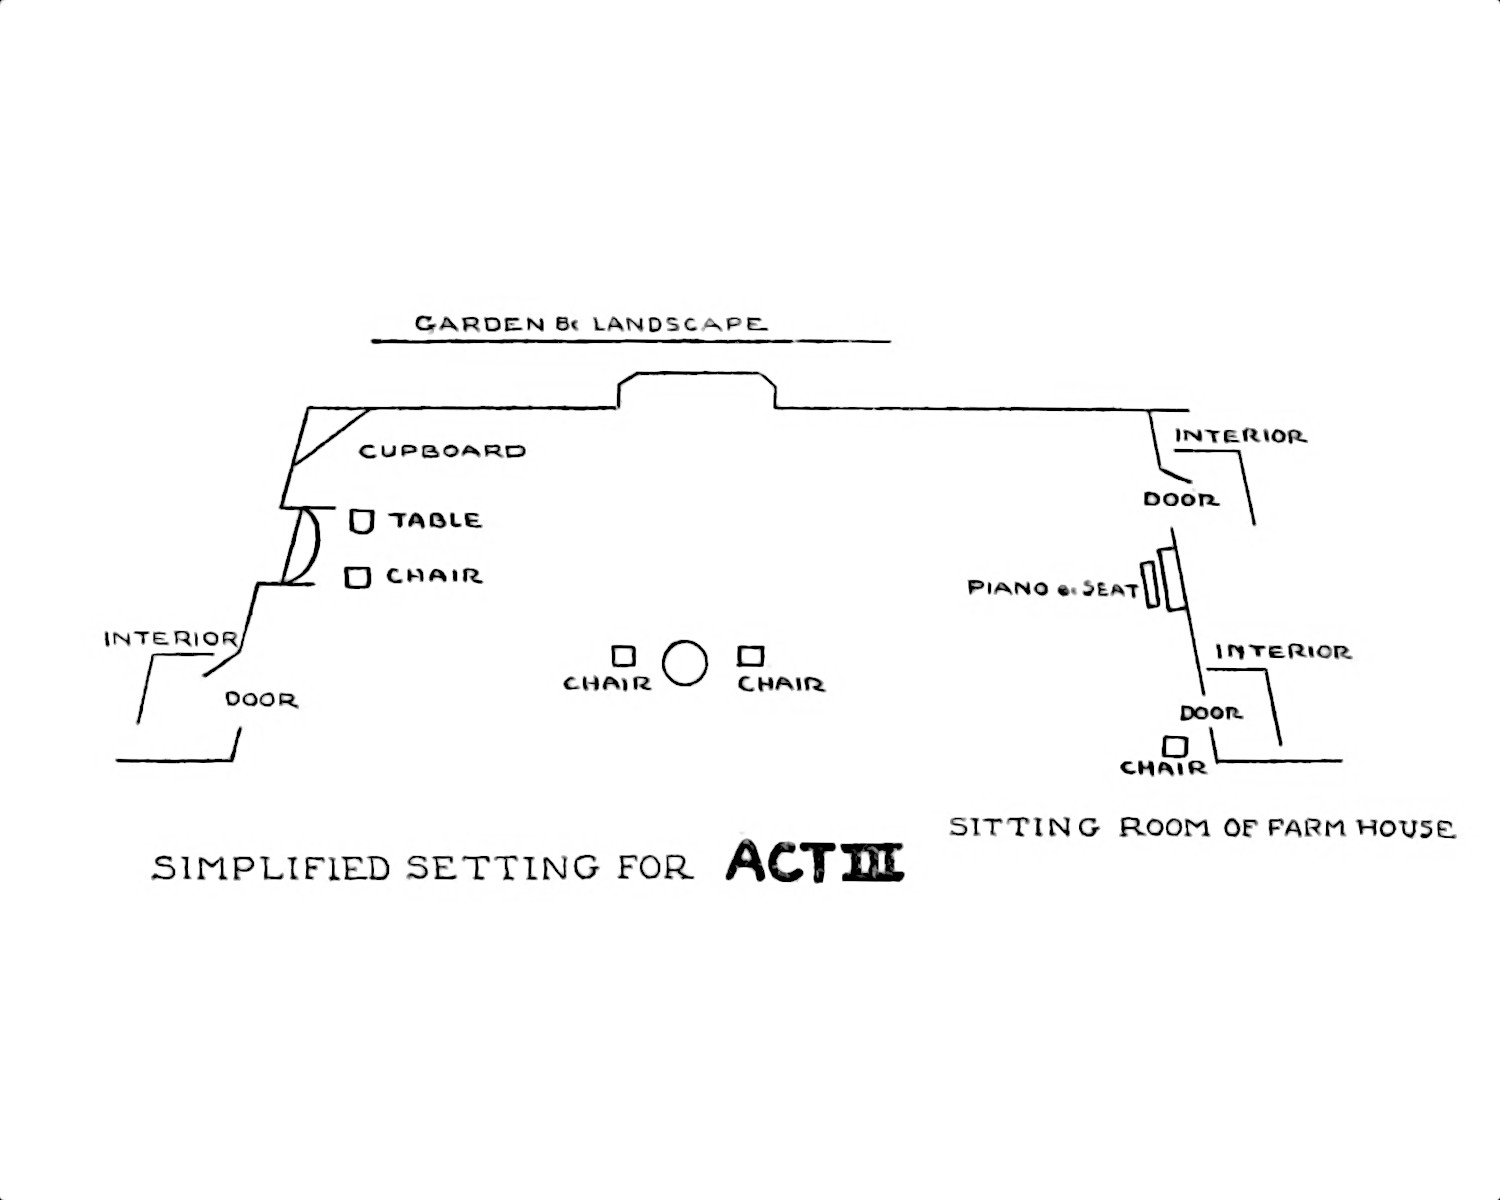 GARDEN & LANDSCAPE
INTERIOR
CUPBOARD
DOOR
TABLE
CHAIR
PIANO & SEAT
INTERIOR
INTERIOR
CHAIR
CHAIR
DOOR
DOOR
CHAIR
SITTING ROOM OF FARM HOUSE
SIMPLIFIED SETTING FOR ACT III